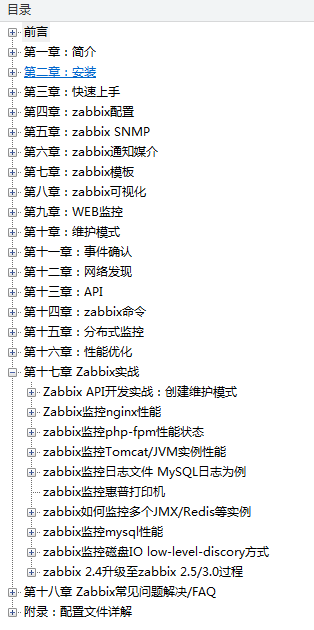 目录
前言
第一章：简介
第二章：安装
第三章：快速上手
第四章：zabbix配置
第五章：zabbix SNMP
第六章：zabbix通知媒介
第七章：zabbix模板
第八章：zabbix可视化
第九章：WEB监控
第十章：维护模式
第十一章：事件确认
第十二章：网络发现
第十三章：API
第十四章：zabbix命令
第十五章：分布式监控
第十六章：性能优化
第十七章 Zabbix实战
Zabbix API开发实战：创建维护模式
Zabbix监控nginx性能
zabbix监控php-fpm性能状态
zabbix监控Tomcat/JVM实例性能
zabbix监控日志文件 MySQL日志为例
zabbix监控惠普打印机
zabbix如何监控多个JMX/Redis等实例
zabbix监控mysql性能
zabbix监控磁盘IO low-level-discory方式
zabbix 2.4升级至zabbix 2.5/3.0过程
第十八章 Zabbix常见问题解决/FAQ
附录：配置文件详解